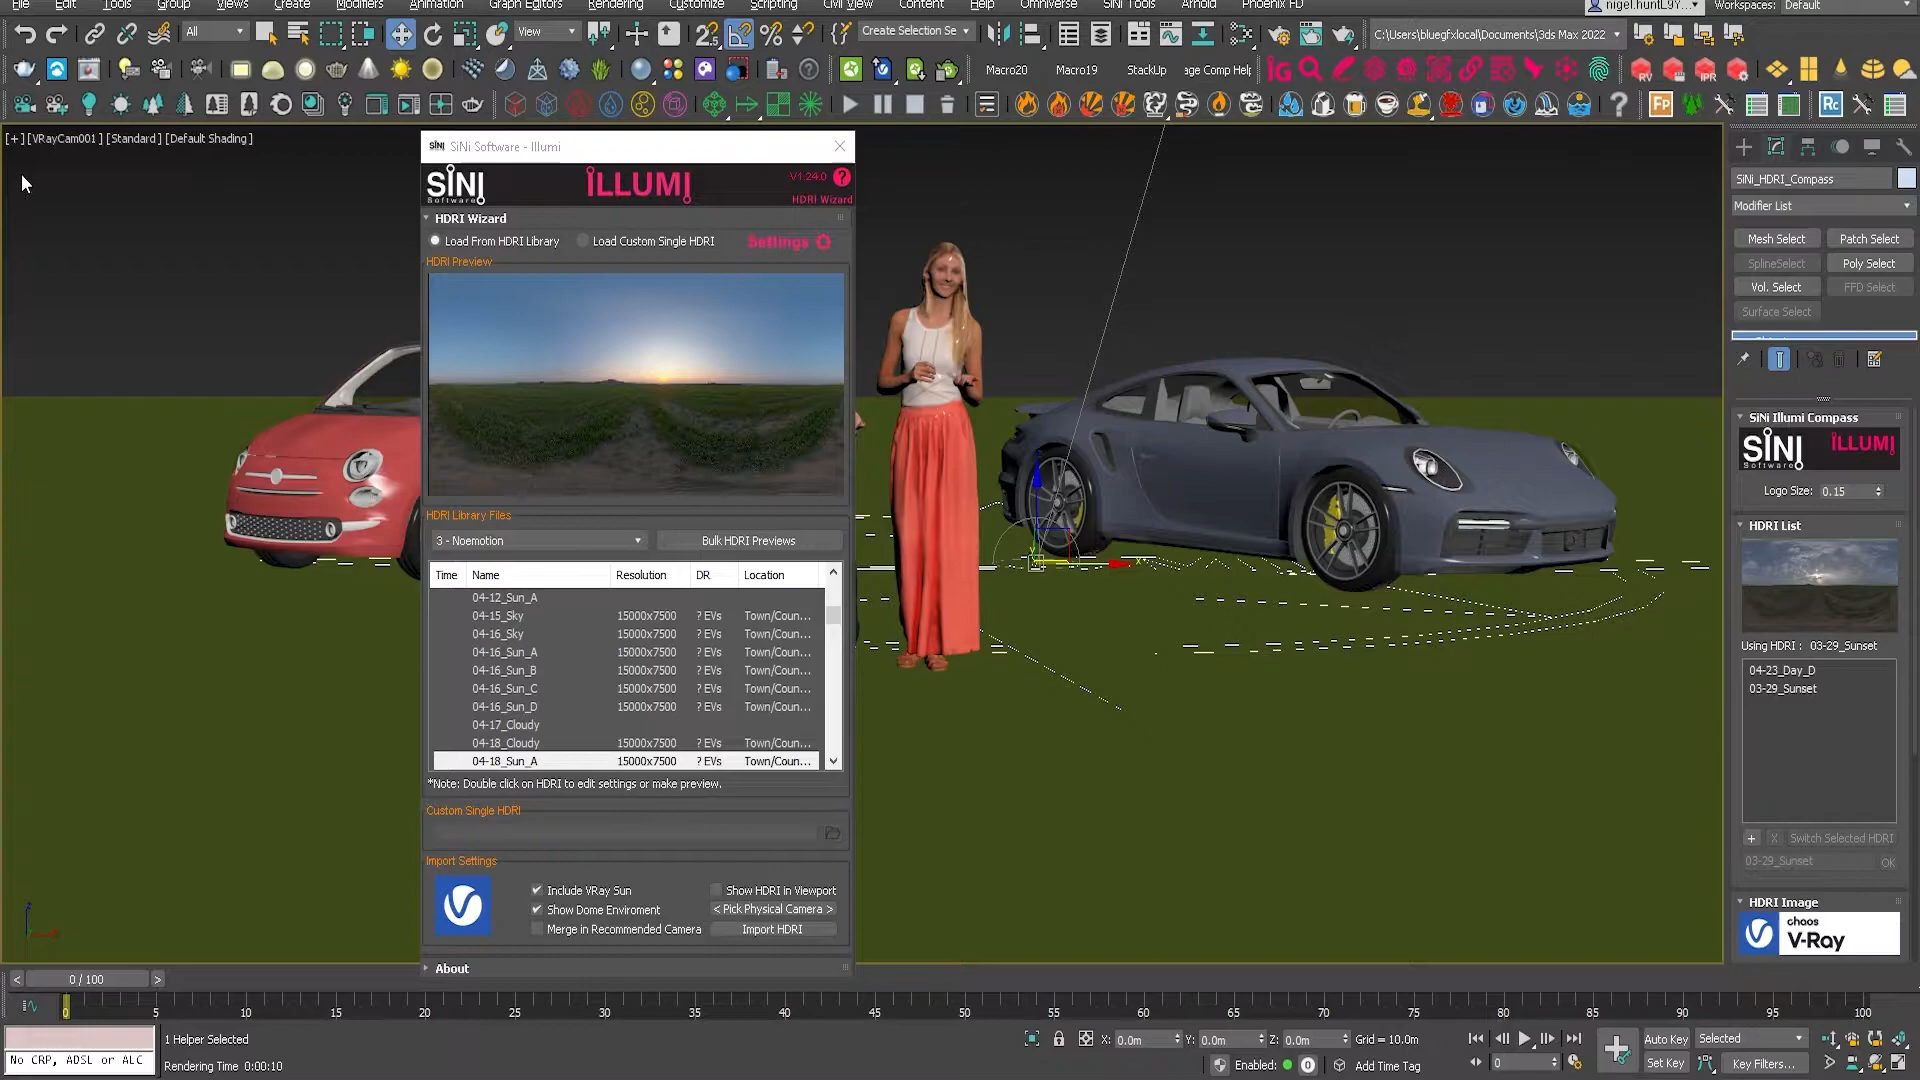 File Edit Tools Group Views Create Modifiers Animation Graph Editors Rendering Customize Scripting Civil View Content Help Omniverse SiNi Tools Arnold Phoenix FD
nigel.huntL9Y... Workspaces: Default
All View Create Selection Se C:\Users\bluegfxlocal\Documents\3ds Max 2022
Macro20 Macro19 StackUp age Comp Help
[+] [VRayCam001 ] [Standard ] [Default Shading ]
SiNi Software - Illumi
SiNi Software ILLUMI V1.24.0 ?
HDRI Wizard
HDRI Wizard
Load From HDRI Library Load Custom Single HDRI Settings
HDRI Preview
HDRI Library Files
3 - Noemotion Bulk HDRI Previews
Time Name Resolution DR Location
04-12_Sun_A
04-15_Sky 15000x7500 ? EVs Town/Coun...
04-16_Sky 15000x7500 ? EVs Town/Coun...
04-16_Sun_A 15000x7500 ? EVs Town/Coun...
04-16_Sun_B 15000x7500 ? EVs Town/Coun...
04-16_Sun_C 15000x7500 ? EVs Town/Coun...
04-16_Sun_D 15000x7500 ? EVs Town/Coun...
04-17_Cloudy
04-18_Cloudy 15000x7500 ? EVs Town/Coun...
04-18_Sun_A 15000x7500 ? EVs Town/Coun...
*Note: Double click on HDRI to edit settings or make preview.
Custom Single HDRI
Import Settings
Include VRay Sun Show HDRI in Viewport
Show Dome Enviroment < Pick Physical Camera >
Merge in Recommended Camera Import HDRI
About
SiNi_HDRI_Compass
Modifier List
Mesh Select Patch Select
SplineSelect Poly Select
Vol. Select FFD Select
Surface Select
SiNi Illumi Compass
SiNi Software ILLUMI
Logo Size: 0.15
HDRI List
Using HDRI : 03-29_Sunset
04-23_Day_D
03-29_Sunset
+ X Switch Selected HDRI
03-29_Sunset OK
HDRI Image
chaos
V-Ray
< 0 / 100 >
0 5 10 15 20 25 30 35 40 45 50 55 60 65 70 75 80 85 90 95 100
1 Helper Selected
No CRP, ADSL or ALC
Rendering Time 0:00:10
X: 0.0m Y: 0.0m Z: 0.0m Grid = 10.0m
Enabled: 0 Add Time Tag
Auto Key Selected
0 Set Key Key Filters...